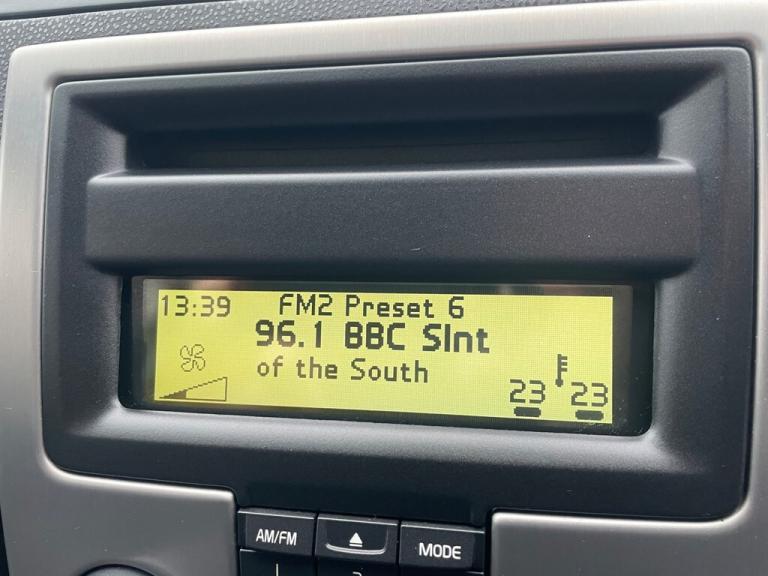 13:39 FM2 Preset 6
96.1 BBC Slnt
of the South
23 23
AM/FM MODE